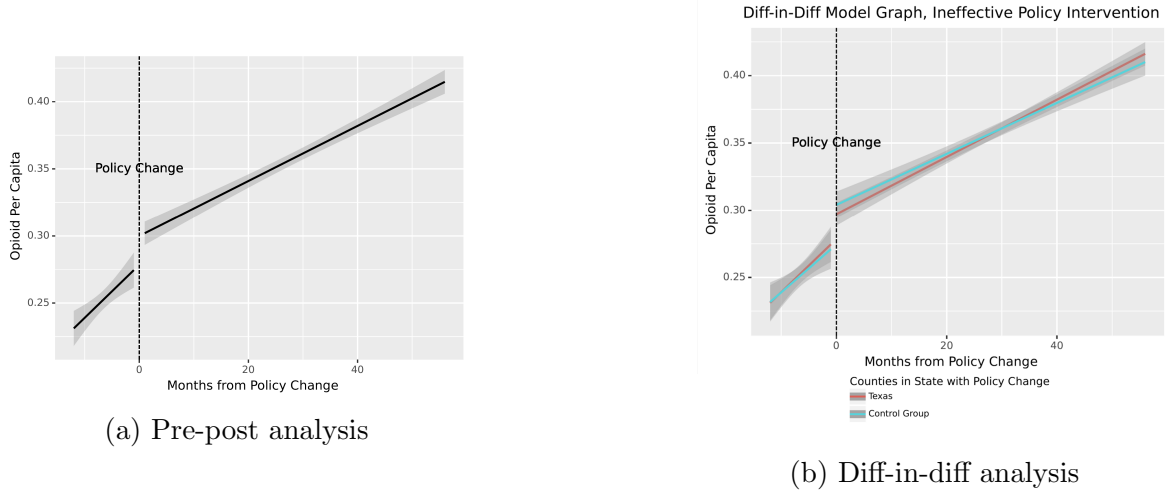 Opioid Per Capita
0.40
0.35
0.30
0.25
Policy Change
0
20
40
Months from Policy Change
(a) Pre-post analysis
Diff-in-Diff Model Graph, Ineffective Policy Intervention
Opioid Per Capita
0.40
0.35
0.30
0.25
Policy Change
0
20
40
Months from Policy Change
Counties in State with Policy Change
Texas
Control Group
(b) Diff-in-diff analysis